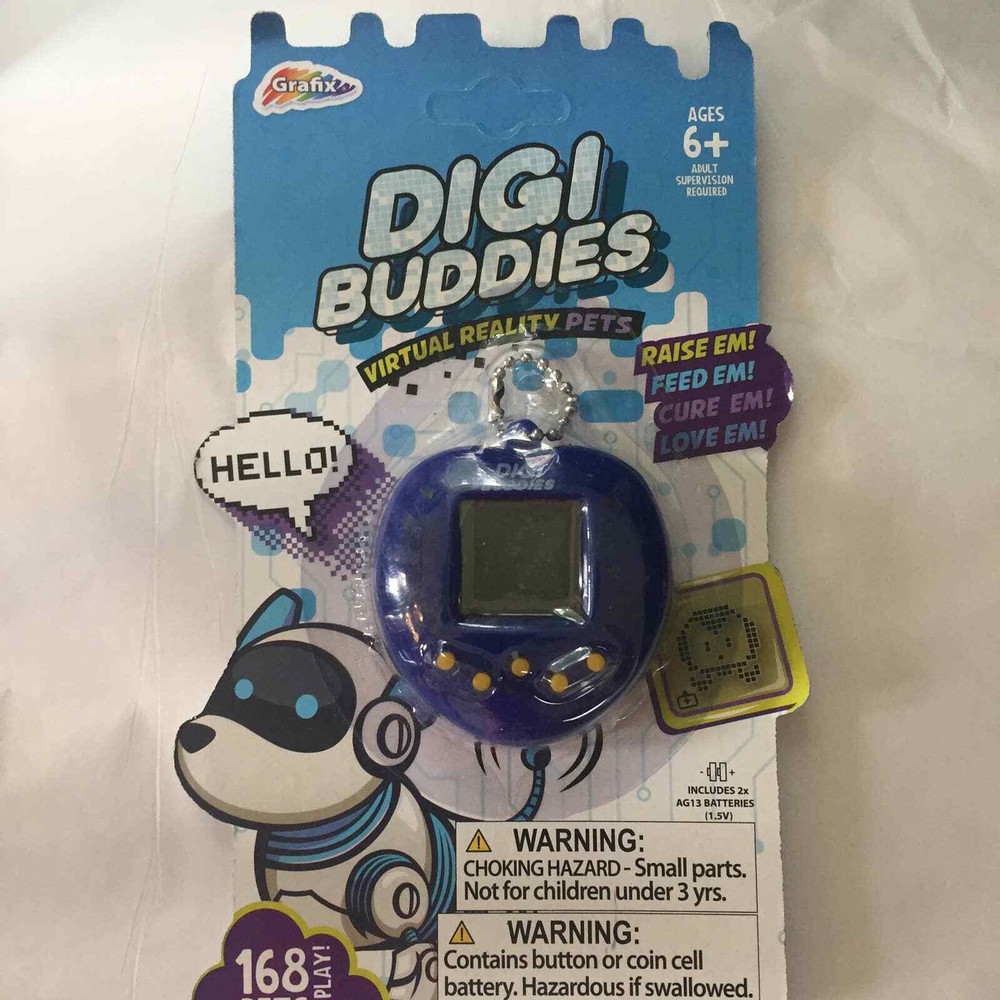 Grafix
AGES
6+
ADULT
SUPERVISION
REQUIRED
DIGI
BUDDIES
VIRTUAL REALITY PETS
RAISE EM!
FEED EM!
CURE EM!
LOVE EM!
HELLO!
DIGI
BUDDIES
- +
INCLUDES 2x
AG13 BATTERIES
(1.5V)
WARNING:
CHOKING HAZARD - Small parts.
Not for children under 3 yrs.
WARNING:
Contains button or coin cell
battery. Hazardous if swallowed.
168
PETS
PLAY!